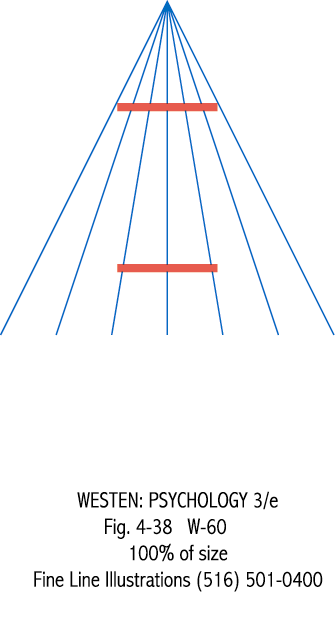 WESTEN: PSYCHOLOGY 3/e
Fig. 4-38 W-60
100% of size
Fine Line Illustrations (516) 501-0400